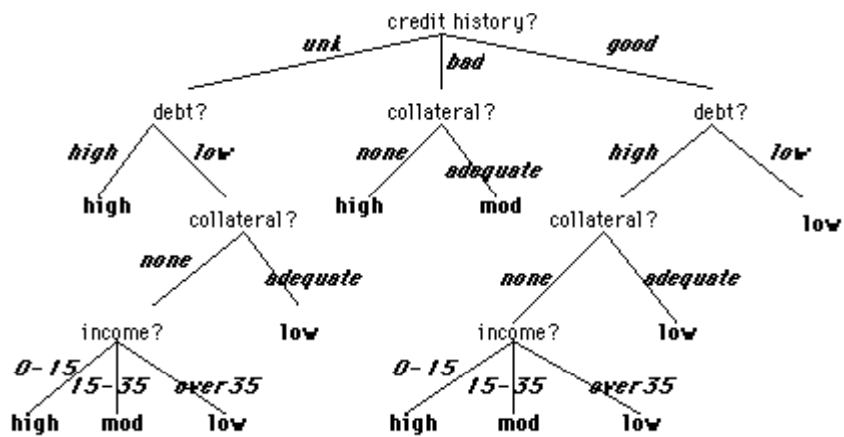 credit history?
unk bad good
debt? collateral? debt?
high low none adequate high low
high high mod low
collateral? collateral?
none adequate none adequate
income? low income? low
0-15 15-35 over35 0-15 15-35 over35
high mod low high mod low